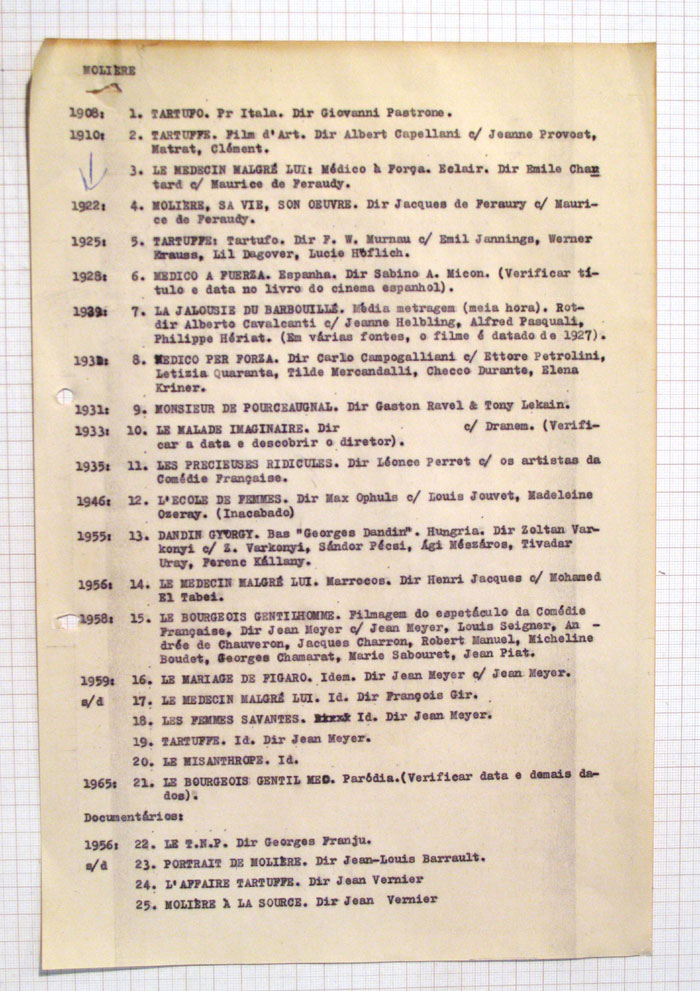 MOLIÈRE
1908: 1. TARTUFO. Pr Itala. Dir Giovanni Pastrone.
1910: 2. TARTUFFE. Film d'Art. Dir Albert Capellani c/ Jeanne Provost,
Matrat, Clément.
3. LE MEDECIN MALGRÉ LUI: Médico à Força. Eclair. Dir Emile Chau
tard c/ Maurice de Feraudy.
1922: 4. MOLIÈRE, SA VIE, SON OEUVRE. Dir Jacques de Feraury c/ Mauri-
ce de Feraudy.
1925: 5. TARTUFFE: Tartufo. Dir F. W. Murnau c/ Emil Jannings, Werner
Krauss, Lil Dagover, Lucie Höflich.
1928: 6. MEDICO A FUERZA. Espanha. Dir Sabino A. Micon. (Verificar tí-
tulo e data no livro do cinema espanhol).
7. LA JALOUSIE DU BARBOUILLÉ. Média metragem (meia hora). Rot-
dir Alberto Cavalcanti c/ Jeanne Helbling, Alfred Pasquali,
Philippe Hériat. (Em várias fontes, o filme é datado de 1927).
8. MEDICO PER FORZA. Dir Carlo Campogalliani c/ Ettore Petrolini,
Letizia Quaranta, Tilde Mercandalli, Checco Durante, Elena
Kriner.
1931: 9. MONSIEUR DE POURCEAUGNAL. Dir Gaston Ravel & Tony Lekain.
1933: 10. LE MALADE IMAGINAIRE. Dir c/ Dranem. (Verifi-
car a data e descobrir o diretor).
1935: 11. LES PRECIEUSES RIDICULES. Dir Léonce Perret c/ os artistas da
Comédie Française.
1946: 12. L'ECOLE DE FEMMES. Dir Max Ophuls c/ Louis Jouvet, Madeleine
Ozeray. (Inacabado)
1955: 13. DANDIN GYORGY. Bas "Georges Dandin". Hungria. Dir Zoltan Var-
konyi c/ Z. Varkonyi, Sándor Pécsi, Ági Mészáros, Tivadar
Uray, Ferenc Kállany.
1956: 14. LE MEDECIN MALGRÉ LUI. Marrocos. Dir Henri Jacques c/ Mohamed
El Tabei.
1958: 15. LE BOURGEOIS GENTILHOMME. Filmagem do espetáculo da Comédie
Française, Dir Jean Meyer c/ Jean Meyer, Louis Seigner, An -
drée de Chauveron, Jacques Charron, Robert Manuel, Micheline
Boudet, Georges Chamarat, Marie Sabouret, Jean Piat.
1959: 16. LE MARIAGE DE FIGARO. Idem. Dir Jean Meyer c/ Jean Meyer.
s/d 17. LE MEDECIN MALGRÉ LUI. Id. Dir François Gir.
18. LES FEMMES SAVANTES. Id. Dir Jean Meyer.
19. TARTUFFE. Id. Dir Jean Meyer.
20. LE MISANTHROPE. Id.
1965: 21. LE BOURGEOIS GENTIL MEC. Paródia.(Verificar data e demais da-
dos).
Documentários:
1956: 22. LE T.N.P. Dir Georges Franju.
s/d 23. PORTRAIT DE MOLIÈRE. Dir Jean-Louis Barrault.
24. L'AFFAIRE TARTUFFE. Dir Jean Vernier
25. MOLIÈRE À LA SOURCE. Dir Jean Vernier